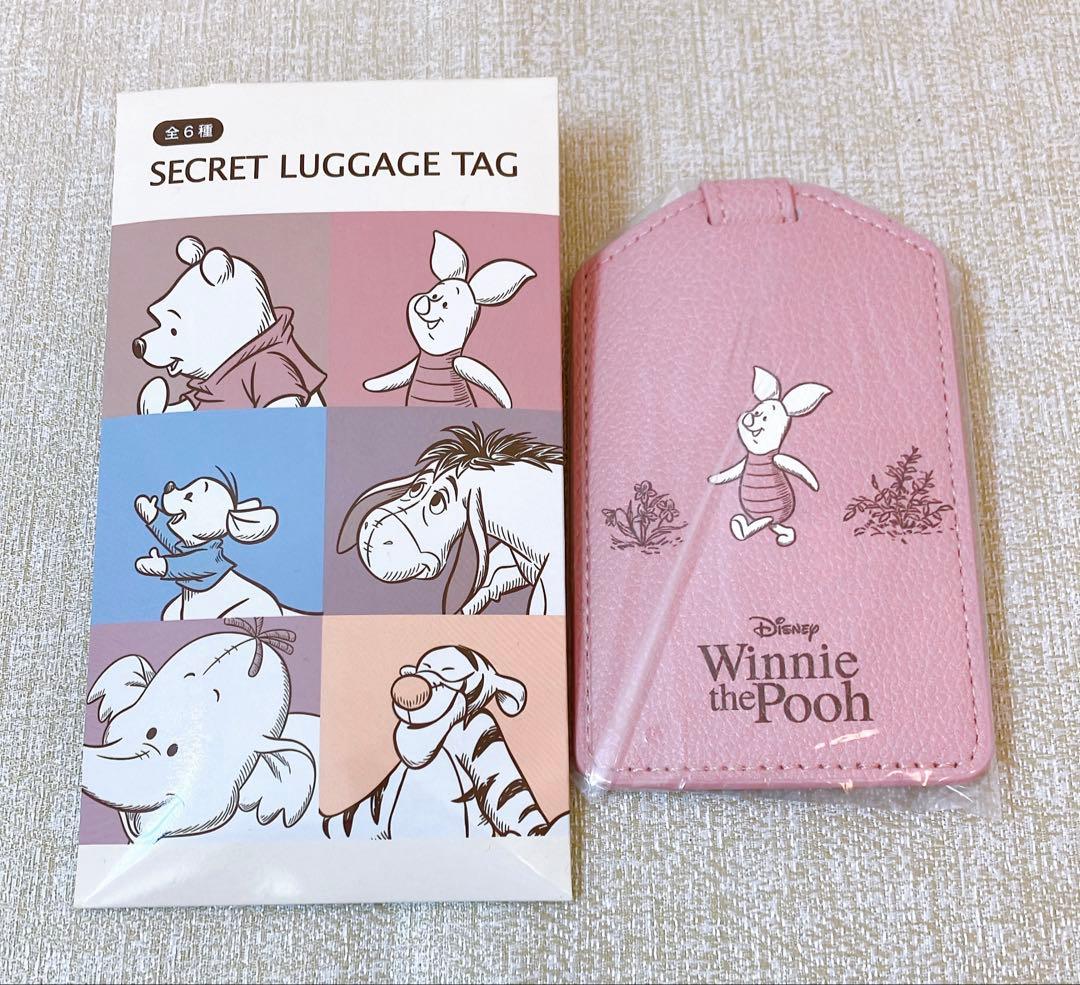 全6種
SECRET LUGGAGE TAG
Disney
Winnie
the Pooh